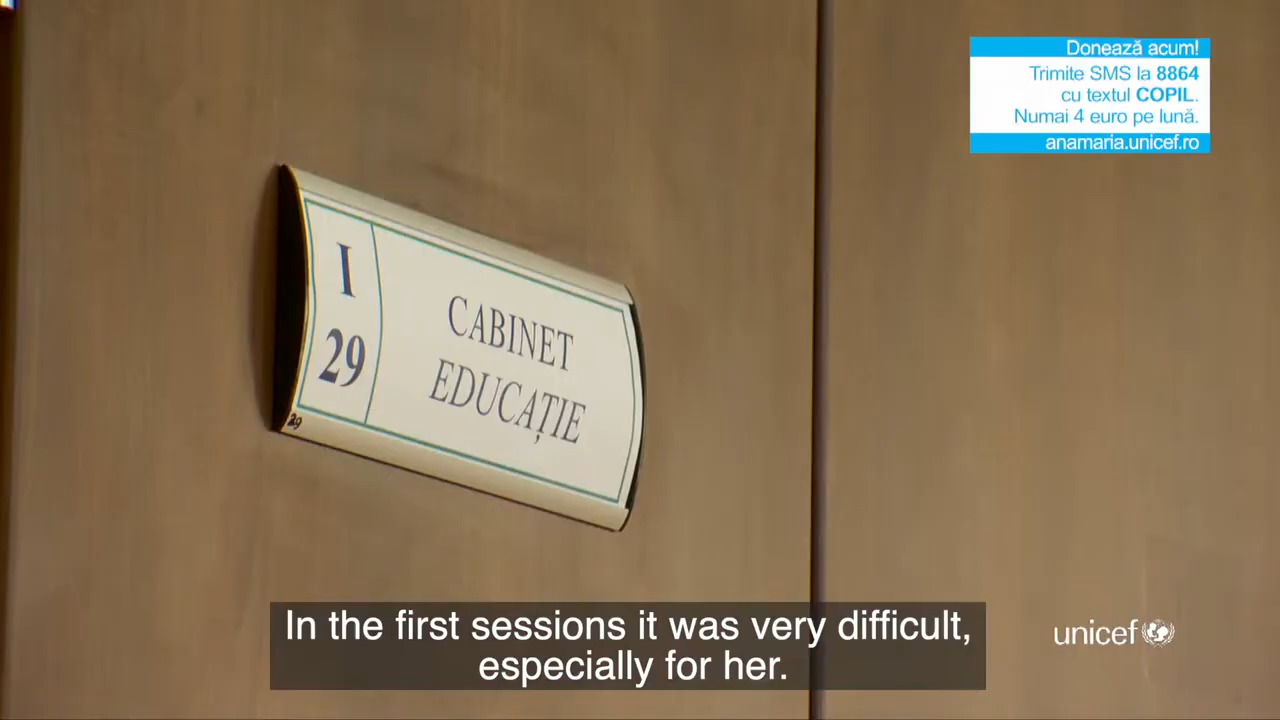 Donează acum!
Trimite SMS la 8864
cu textul COPIL.
Numai 4 euro pe lună.
anamaria.unicef.ro
I
29
CABINET
EDUCAȚIE
29
In the first sessions it was very difficult,
especially for her.
unicef